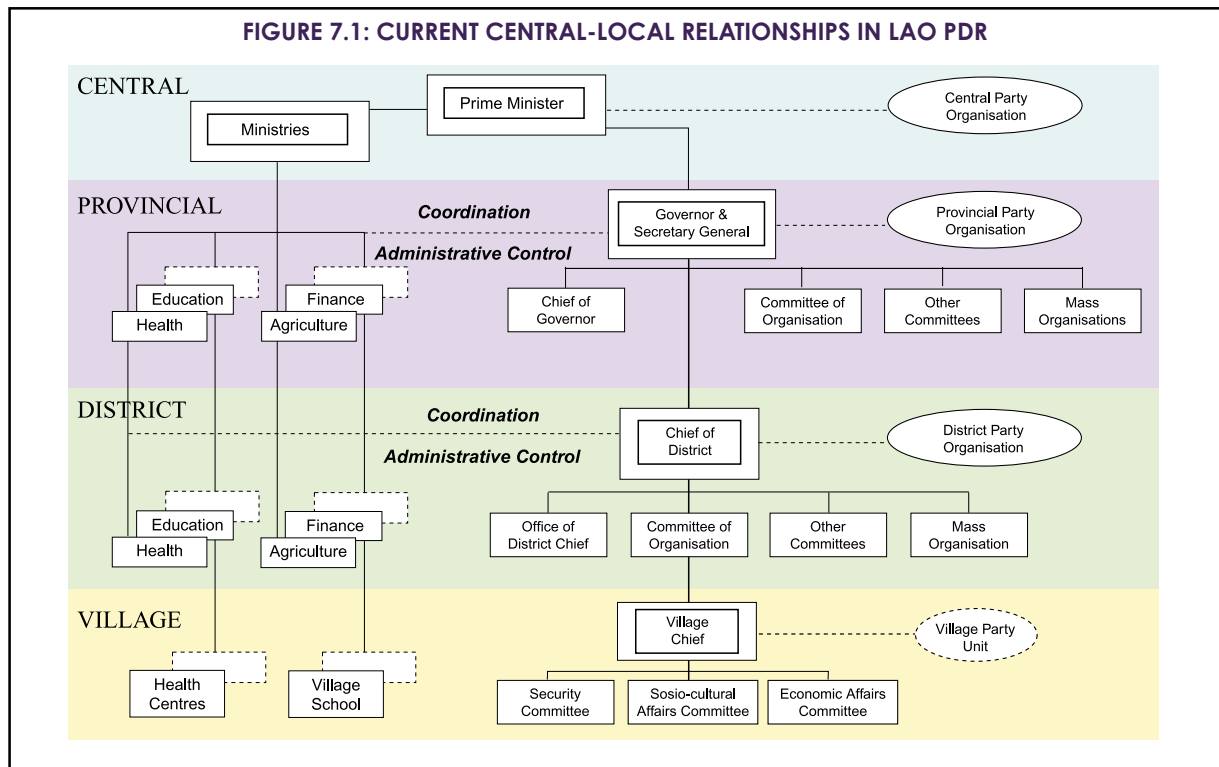 FIGURE 7.1: CURRENT CENTRAL-LOCAL RELATIONSHIPS IN LAO PDR
CENTRAL
Prime Minister
Ministries
Central Party
Organisation
PROVINCIAL
Coordination
Administrative Control
Governor &
Secretary General
Provincial Party
Organisation
Education
Health
Finance
Agriculture
Chief of
Governor
Committee of
Organisation
Other
Committees
Mass
Organisations
DISTRICT
Coordination
Administrative Control
Chief of
District
District Party
Organisation
Education
Health
Finance
Agriculture
Office of
District Chief
Committee of
Organisation
Other
Committees
Mass
Organisation
VILLAGE
Village
Chief
Village Party
Unit
Health
Centres
Village
School
Security
Committee
Sosio-cultural
Affairs Committee
Economic Affairs
Committee